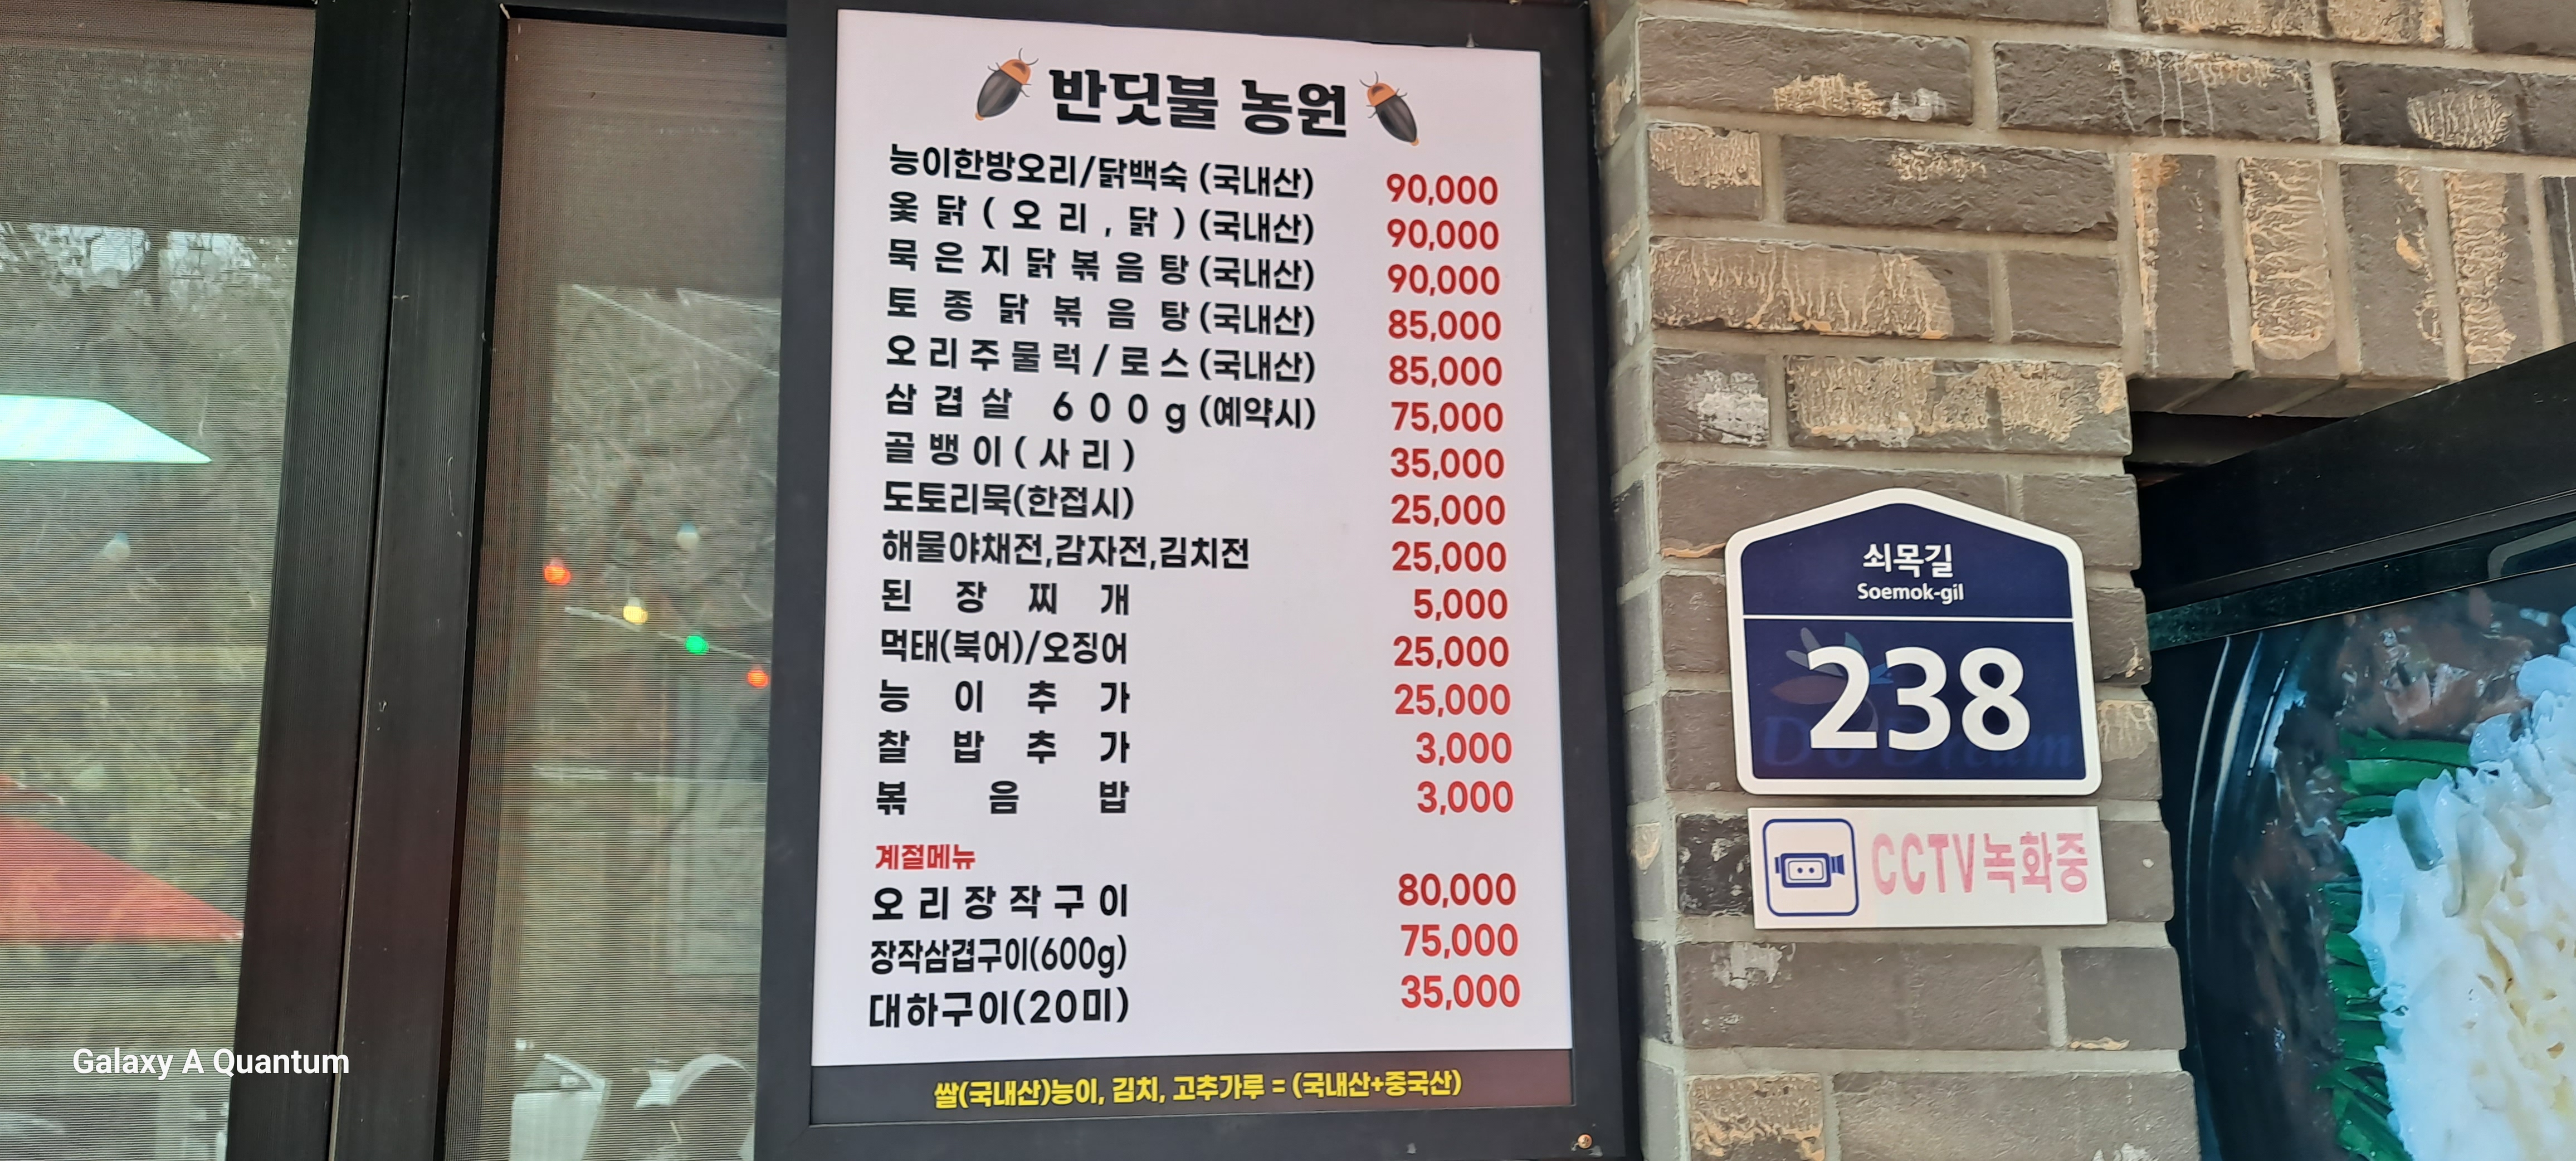 반딧불 농원
능이한방오리/닭백숙 (국내산) 90,000
옻닭(오리,닭)(국내산) 90,000
묵은지닭볶음탕(국내산) 90,000
토종닭볶음탕(국내산) 85,000
오리주물럭/로스(국내산) 85,000
삼겹살 600g(예약시) 75,000
골뱅이(사리) 35,000
도토리묵(한접시) 25,000
해물야채전,감자전,김치전 25,000
된장찌개 5,000
먹태(북어)/오징어 25,000
능이추가 25,000
찰밥추가 3,000
볶음밥 3,000
계절메뉴
오리장작구이 80,000
장작삼겹구이(600g) 75,000
대하구이(20미) 35,000
쌀(국내산)능이, 김치, 고추가루 = (국내산+중국산)
쇠목길
Soemok-gil
238
Do Dream
CCTV녹화중
Galaxy A Quantum